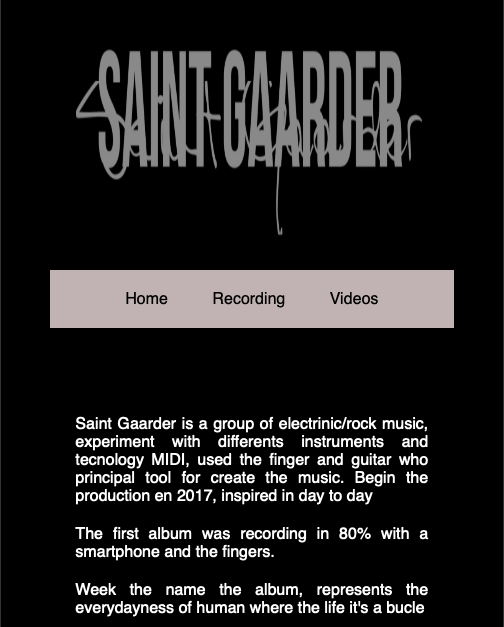 SAINT GAARDER
Saint Gaarder
Home Recording Videos
Saint Gaarder is a group of electrinic/rock music,
experiment with differents instruments and
tecnology MIDI, used the finger and guitar who
principal tool for create the music. Begin the
production en 2017, inspired in day to day
The first album was recording in 80% with a
smartphone and the fingers.
Week the name the album, represents the
everydayness of human where the life it's a bucle